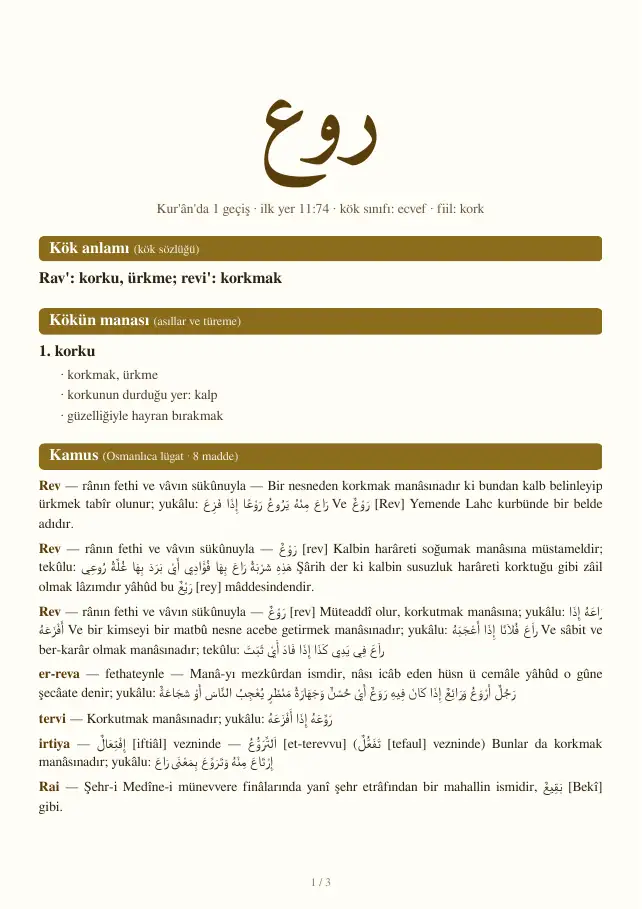 روع
Kur'ân'da 1 geçiş · ilk yer 11:74 · kök sınıfı: ecvef · fiil: kork
Kök anlamı (kök sözlüğü)
Rav': korku, ürkme; revi': korkmak
Kökün manası (asıllar ve türeme)
1. korku
· korkmak, ürkme
· korkunun durduğu yer: kalp
· güzelliğiyle hayran bırakmak
Kamus (Osmanlıca lügat · 8 madde)
Rev — rânın fethi ve vâvın sükûnuyla — Bir nesneden korkmak manâsınadır ki bundan kalb belinleyip
ürkmek tabîr olunur; yukâlu: رَاعَ مِنْهُ يَرُوعُ رَوْعًا إِذَا فَزِعَ Ve رَوْعٌ [Rev] Yemende Lahc kurbünde bir belde
adıdır.
Rev — rânın fethi ve vâvın sükûnuyla — رَوْعٌ [rev] Kalbin harâreti soğumak manâsına müstameldir;
tekûlu: هَذِهِ شَرْبَةٌ رَاعَ بِهَا فُؤَادِي أَيْ بَرَدَ بِهَا غُلَّةُ رُوعِي Şârih der ki kalbin susuzluk harâreti korktuğu gibi zâil
olmak lâzımdır yâhûd bu رَيْعٌ [rey] mâddesindendir.
Rev — rânın fethi ve vâvın sükûnuyla — رَوْعٌ [rev] Müteaddî olur, korkutmak manâsına; yukâlu: رَاعَهُ إِذَا
أَفْزَعَهُ Ve bir kimseyi bir matbû nesne acebe getirmek manâsınadır; yukâlu: رَاعَ فُلَانًا إِذَا أَعْجَبَهُ Ve sâbit ve
ber-karâr olmak manâsınadır; tekûlu: رَاعَ فِي يَدِي كَذَا إِذَا فَادَ أَيْ ثَبَتَ
er-reva — fethateynle — Manâ-yı mezkûrdan ismdir, nâsı icâb eden hüsn ü cemâle yâhûd o gûne
şecâate denir; yukâlu: رَجُلٌ أَرْوَعُ وَرَائِعٌ إِذَا كَانَ فِيهِ رَوَعٌ أَيْ حُسْنٌ وَجَهَارَةُ مَنْظَرٍ يُعْجِبُ النَّاسَ أَوْ شَجَاعَةٌ
tervi — Korkutmak manâsınadır; yukâlu: رَوَّعَهُ إِذَا أَفْزَعَهُ
irtiya — إِفْتِعَالٌ [iftiâl] vezninde — اَلتَّرَوُّعُ [et-terevvu] (تَفَعُّلٌ [tefaul] vezninde) Bunlar da korkmak
manâsınadır; yukâlu: إِرْتَاعَ مِنْهُ وَتَرَوَّعَ بِمَعْنَى رَاعَ
Rai — Şehr-i Medîne-i münevvere finâlarında yanî şehr etrâfından bir mahallin ismidir, بَقِيعٌ [Bekî]
gibi.
1 / 3